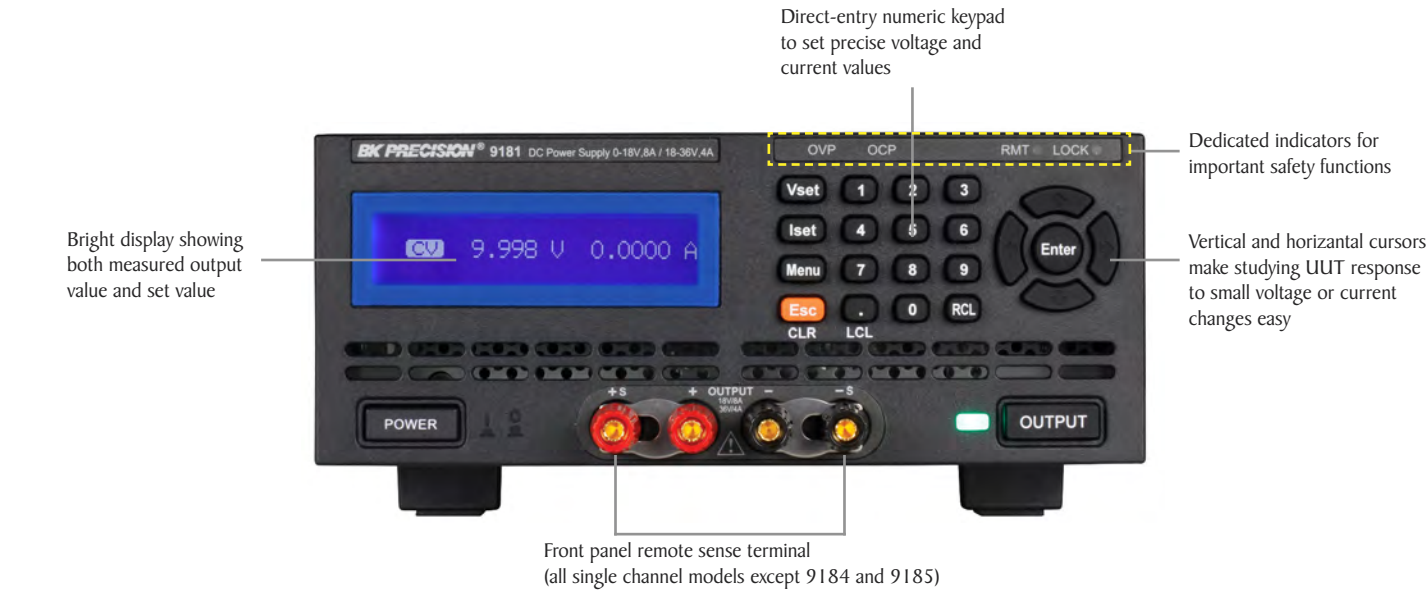 Direct-entry numeric keypad
to set precise voltage and
current values
BK PRECISION® 9181 DC Power Supply 0-18V,8A / 18-36V,4A
OVP OCP RMT LOCK
Dedicated indicators for
important safety functions
Bright display showing
both measured output
value and set value
CV 9.998 V 0.0000 A
Vset 1 2 3
Iset 4 5 6
Menu 7 8 9
Esc . 0 RCL
CLR LCL
Enter
Vertical and horizantal cursors
make studying UUT response
to small voltage or current
changes easy
POWER
+S + OUTPUT − −S
18V/8A
36V/4A
OUTPUT
Front panel remote sense terminal
(all single channel models except 9184 and 9185)